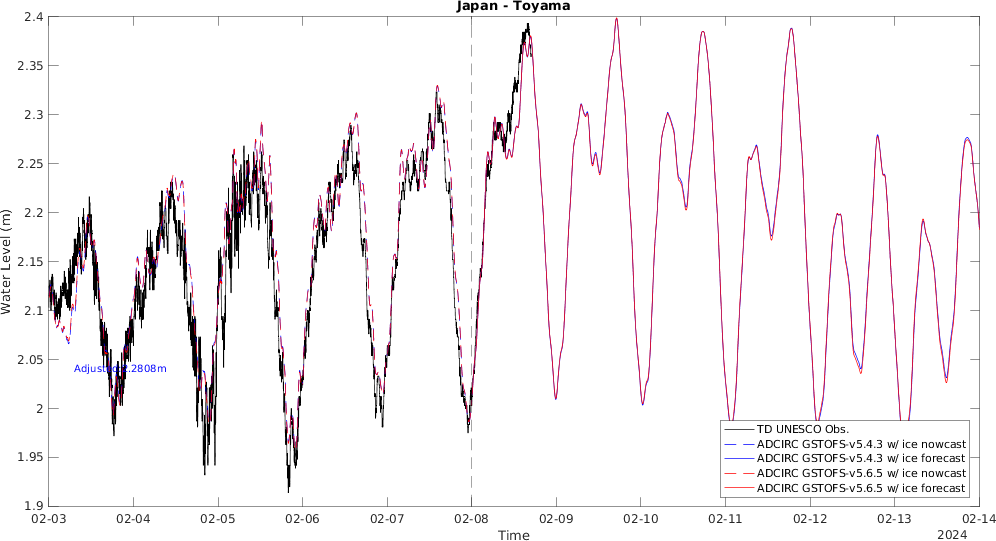 Japan - Toyama
Water Level (m)
2.4
2.35
2.3
2.25
2.2
2.15
2.1
2.05
2
1.95
1.9
Adjusted 2.2808m
TD UNESCO Obs.
ADCIRC GSTOFS-v5.4.3 w/ ice nowcast
ADCIRC GSTOFS-v5.4.3 w/ ice forecast
ADCIRC GSTOFS-v5.6.5 w/ ice nowcast
ADCIRC GSTOFS-v5.6.5 w/ ice forecast
02-03 02-04 02-05 02-06 02-07 02-08 02-09 02-10 02-11 02-12 02-13 02-14
Time
2024